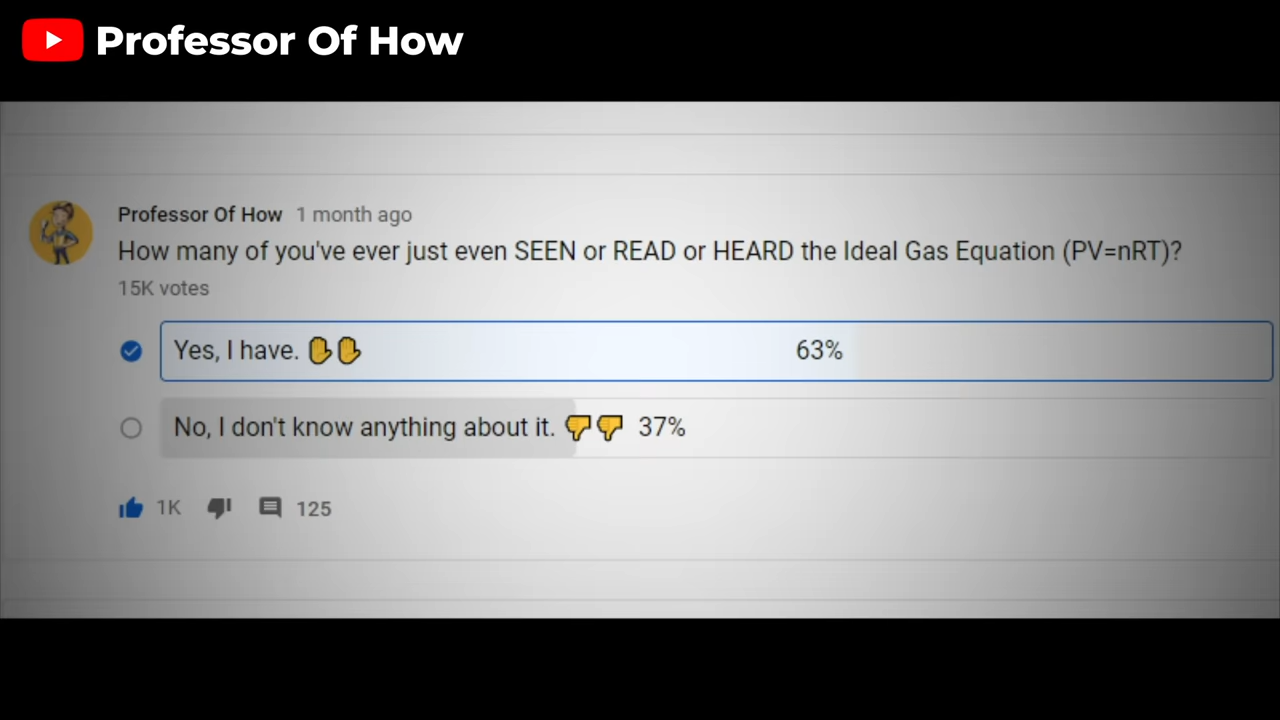 Professor Of How
Professor Of How 1 month ago
How many of you've ever just even SEEN or READ or HEARD the Ideal Gas Equation (PV=nRT)?
15K votes
Yes, I have. ✋✋ 63%
No, I don't know anything about it. 👎👎 37%
1K 125